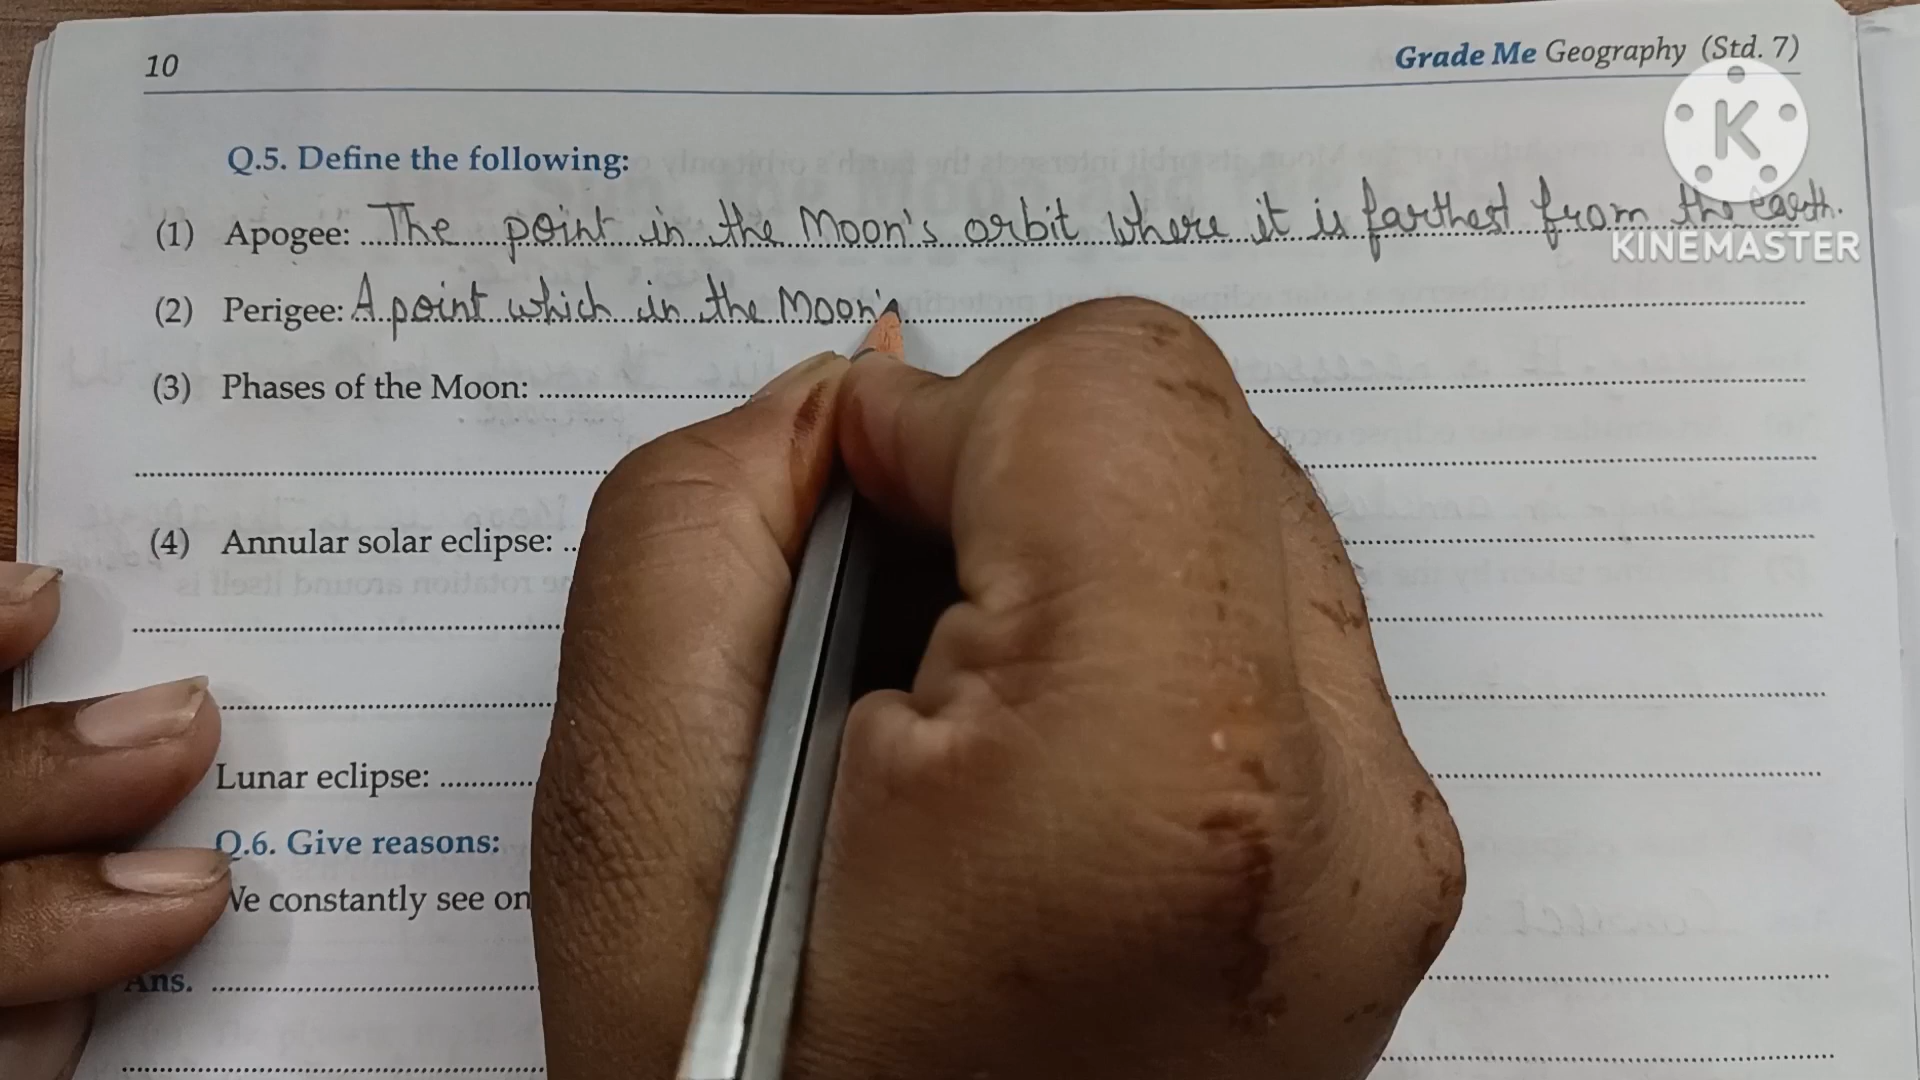 10
Grade Me Geography (Std. 7)
K
KINEMASTER
Q.5. Define the following:
(1) Apogee: The point in the Moon's orbit where it is farthest from the earth.
(2) Perigee: A point which in the Moon's
(3) Phases of the Moon:
(4) Annular solar eclipse:
Lunar eclipse:
Q.6. Give reasons:
We constantly see on
Ans.